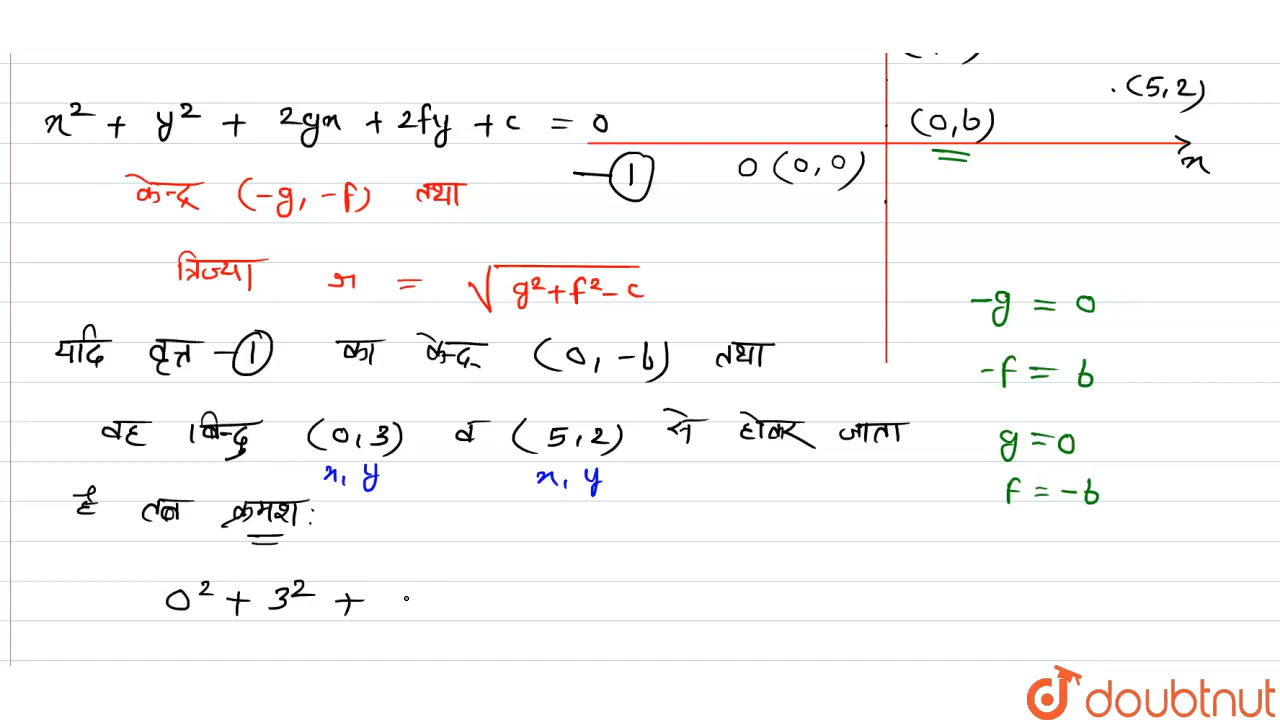 . (5, 2)
x² + y² + 2gx + 2fy + c = 0
(0, b)
— ①
0 (0, 0)
x
केन्द्र (-g, -f) तथा
त्रिज्या r = √g² + f² - c
-g = 0
यदि वृत्त - ① का केन्द्र (0, -b) तथा
-f = b
वह बिन्दु (0, 3) व (5, 2) से होकर जाता
g = 0
x, y x, y
f = -b
है तब क्रमश:
0² + 3² +
doubtnut